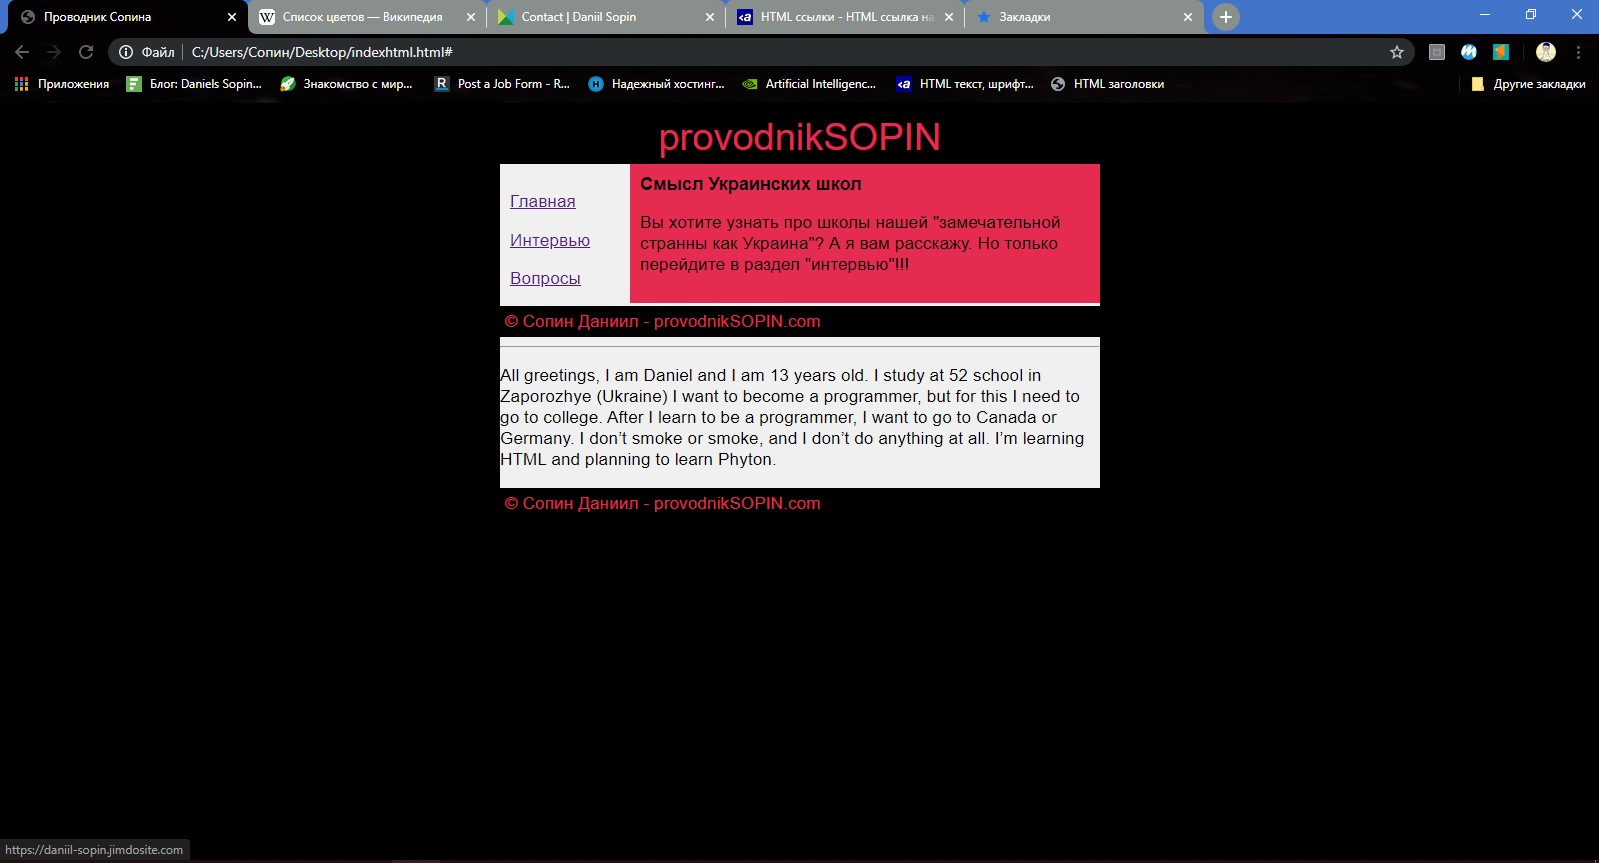 Проводник Сопина
Список цветов — Википедия
Contact | Daniil Sopin
HTML ссылки - HTML ссылка на
Закладки
Файл
C:/Users/Сопин/Desktop/indexhtml.html#
Приложения
Блог: Daniels Sopin...
Знакомство с мир...
Post a Job Form - R...
Надежный хостинг...
Artificial Intelligenc...
HTML текст, шрифт...
HTML заголовки
Другие закладки
provodnikSOPIN
Главная
Интервью
Вопросы
Смысл Украинских школ
Вы хотите узнать про школы нашей "замечательной
странны как Украина"? А я вам расскажу. Но только
перейдите в раздел "интервью"!!!
© Сопин Даниил - provodnikSOPIN.com
All greetings, I am Daniel and I am 13 years old. I study at 52 school in
Zaporozhye (Ukraine) I want to become a programmer, but for this I need to
go to college. After I learn to be a programmer, I want to go to Canada or
Germany. I don’t smoke or smoke, and I don’t do anything at all. I’m learning
HTML and planning to learn Phyton.
© Сопин Даниил - provodnikSOPIN.com
https://daniil-sopin.jimdosite.com